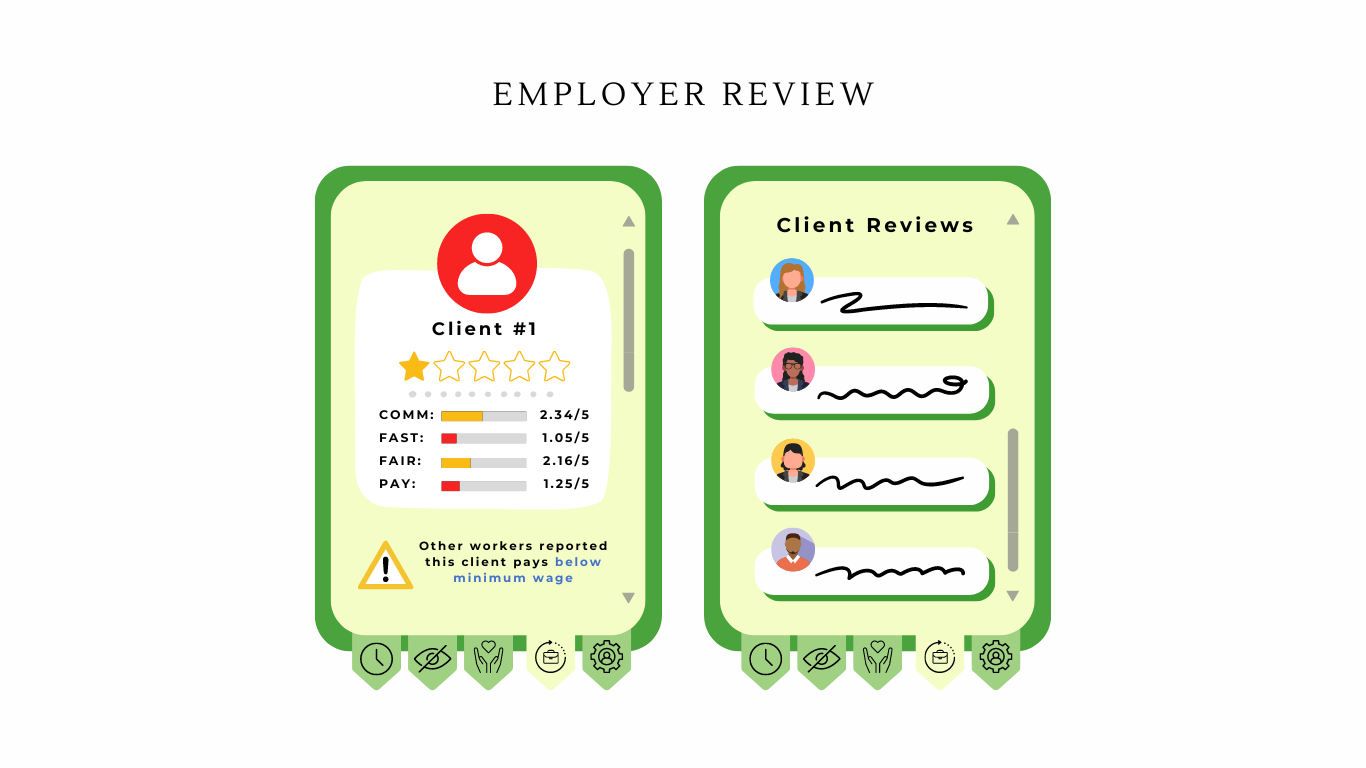 EMPLOYER REVIEW
Client #1
COMM: 2.34/5
FAST: 1.05/5
FAIR: 2.16/5
PAY: 1.25/5
Other workers reported
this client pays below
minimum wage
Client Reviews